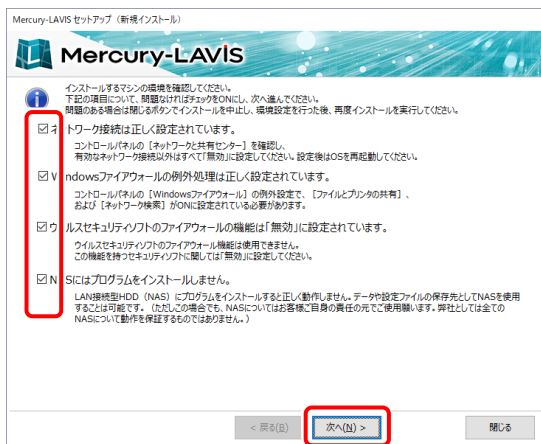 Mercury-LAVIS セットアップ（新規インストール）
Mercury-LAVIS
インストールするマシンの環境を確認してください。
下記の項目について、問題なければチェックをONにし、次へ進んでください。
問題のある場合は閉じるボタンでインストールを中止し、環境設定を行った後、再度インストールを実行してください。
ネットワーク接続は正しく設定されています。
コントロールパネルの［ネットワークと共有センター］を確認し、
有効なネットワーク接続以外はすべて「無効」に設定してください。設定後はOSを再起動してください。
Windowsファイアウォールの例外処理は正しく設定されています。
コントロールパネルの［Windowsファイアウォール］の例外設定で、［ファイルとプリンタの共有］、
および［ネットワーク検索］がONに設定されている必要があります。
ウイルスセキュリティソフトのファイアウォールの機能は「無効」に設定されています。
ウイルスセキュリティソフトのファイアウォール機能は使用できません。
この機能を持つセキュリティソフトに関しては「無効」に設定してください。
NASにはプログラムをインストールしません。
LAN接続型HDD（NAS）にプログラムをインストールすると正しく動作しません。データや設定ファイルの保存先としてNASを使用
することは可能です。（ただしこの場合でも、NASについてはお客様ご自身の責任の元でご使用願います。弊社としては全ての
NASについて動作を保証するものではありません。）
< 戻る(B)
次へ(N) >
閉じる